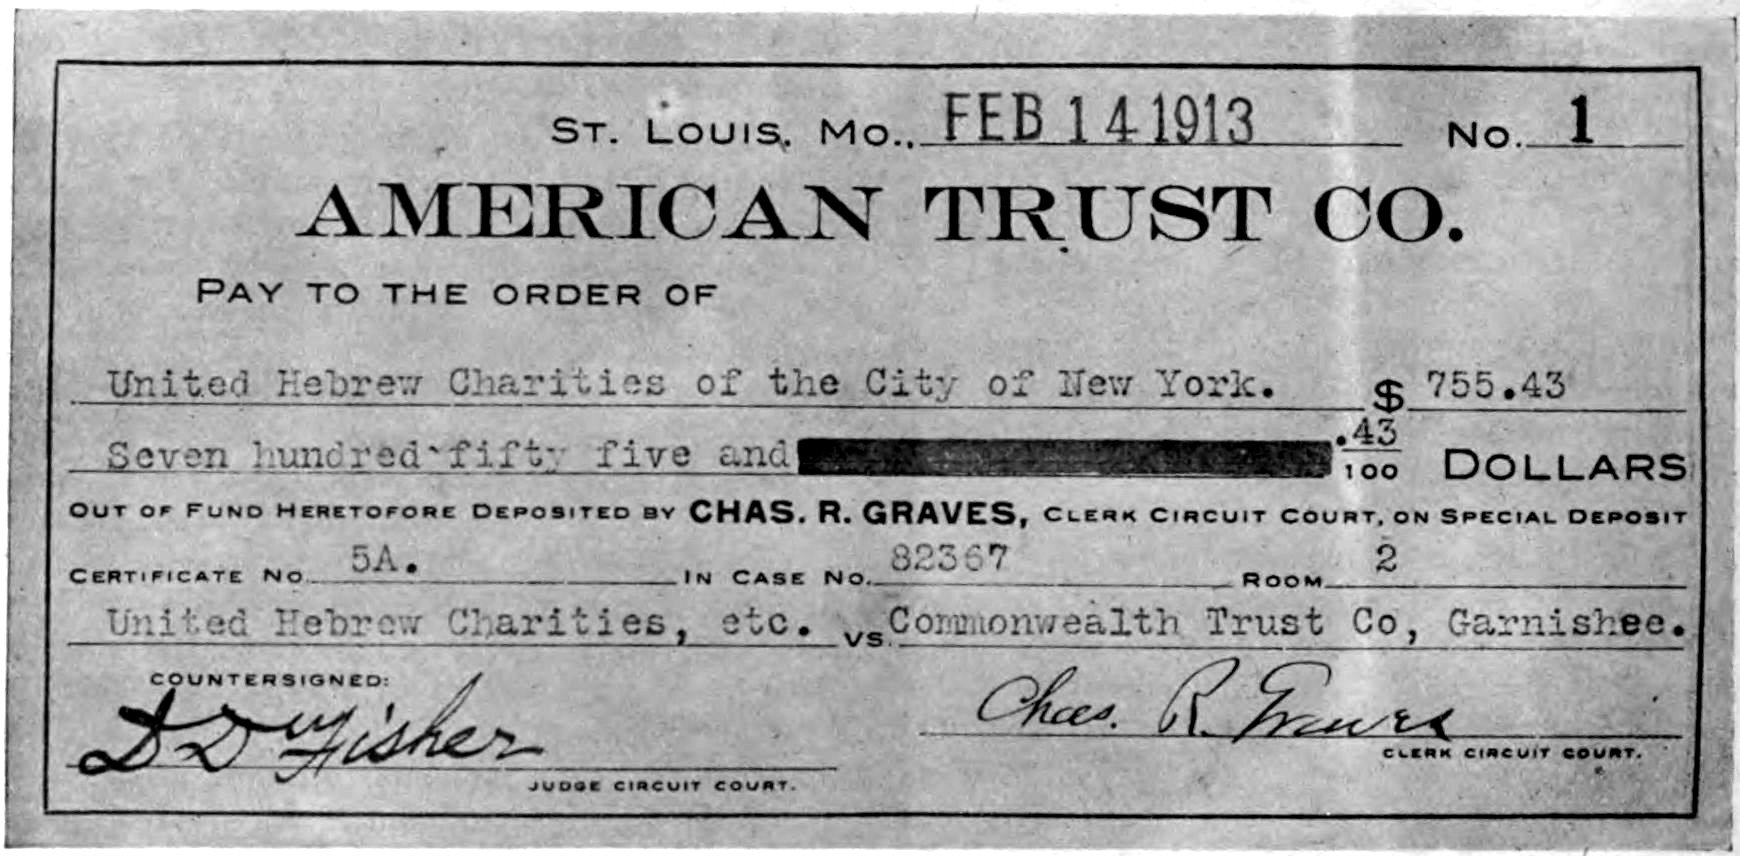 ST. LOUIS, MO., FEB 14 1913 NO. 1
AMERICAN TRUST CO.
PAY TO THE ORDER OF
United Hebrew Charities of the City of New York. $ 755.43
Seven hundred fifty five and .43/100 DOLLARS
OUT OF FUND HERETOFORE DEPOSITED BY CHAS. R. GRAVES, CLERK CIRCUIT COURT, ON SPECIAL DEPOSIT
CERTIFICATE NO. 5A. IN CASE NO. 82367 ROOM 2
United Hebrew Charities, etc. VS. Commonwealth Trust Co, Garnishee.
COUNTERSIGNED:
D D Fisher Chas. R. Graves
JUDGE CIRCUIT COURT. CLERK CIRCUIT COURT.